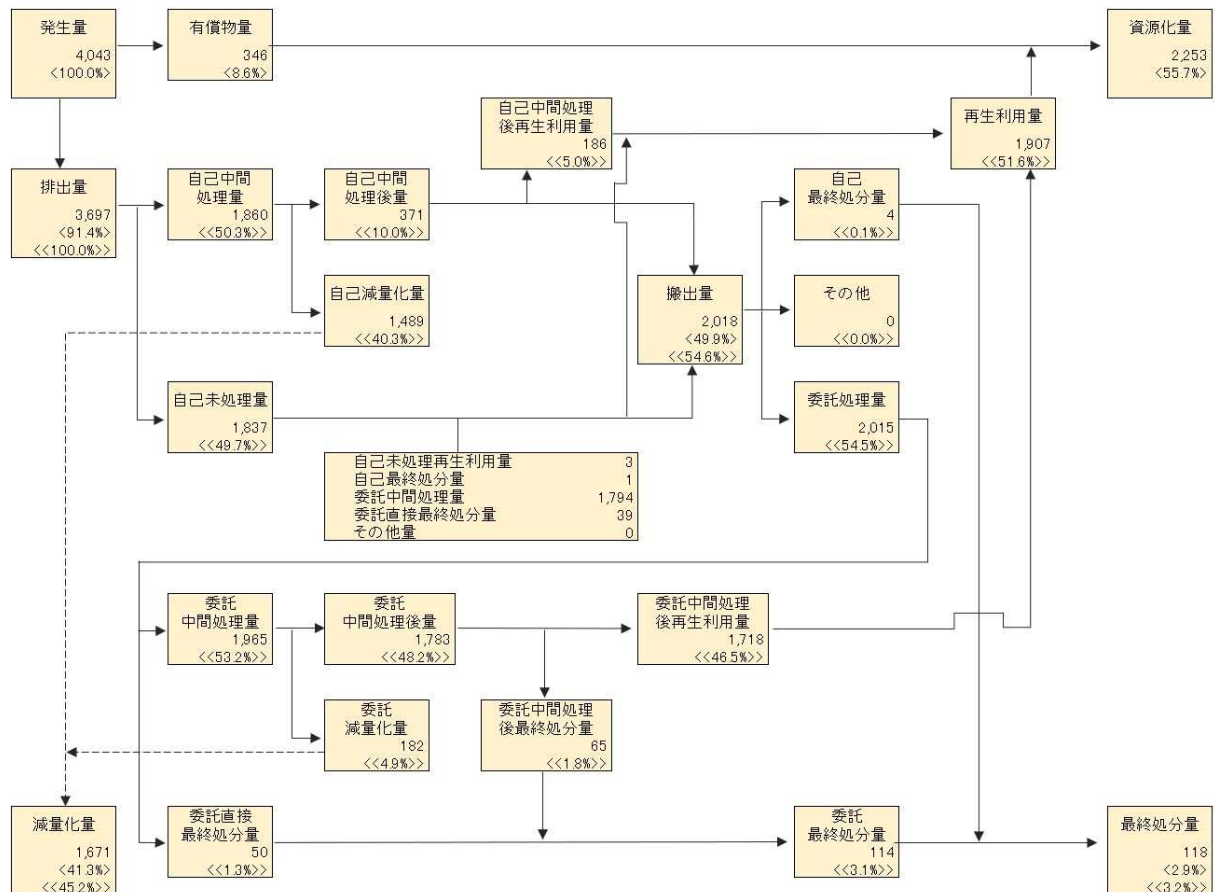 発生量
4,043
<100.0%>
有償物量
346
<8.6%>
資源化量
2,253
<55.7%>
自己中間処理
後再生利用量
186
<<5.0%>>
再生利用量
1,907
<<51.6%>>
排出量
3,697
<91.4%>
<<100.0%>>
自己中間
処理量
1,860
<<50.3%>>
自己中間
処理後量
371
<<10.0%>>
自己
最終処分量
4
<<0.1%>>
自己減量化量
1,489
<<40.3%>>
搬出量
2,018
<49.9%>
<<54.6%>>
その他
0
<<0.0%>>
自己未処理量
1,837
<<49.7%>>
委託処理量
2,015
<<54.5%>>
自己未処理再生利用量 3
自己最終処分量 1
委託中間処理量 1,794
委託直接最終処分量 39
その他量 0
委託
中間処理量
1,965
<<53.2%>>
委託
中間処理後量
1,783
<<48.2%>>
委託中間処理
後再生利用量
1,718
<<46.5%>>
委託
減量化量
182
<<4.9%>>
委託中間処理
後最終処分量
65
<<1.8%>>
減量化量
1,671
<41.3%>
<<45.2%>>
委託直接
最終処分量
50
<<1.3%>>
委託
最終処分量
114
<<3.1%>>
最終処分量
118
<2.9%>
<<3.2%>>